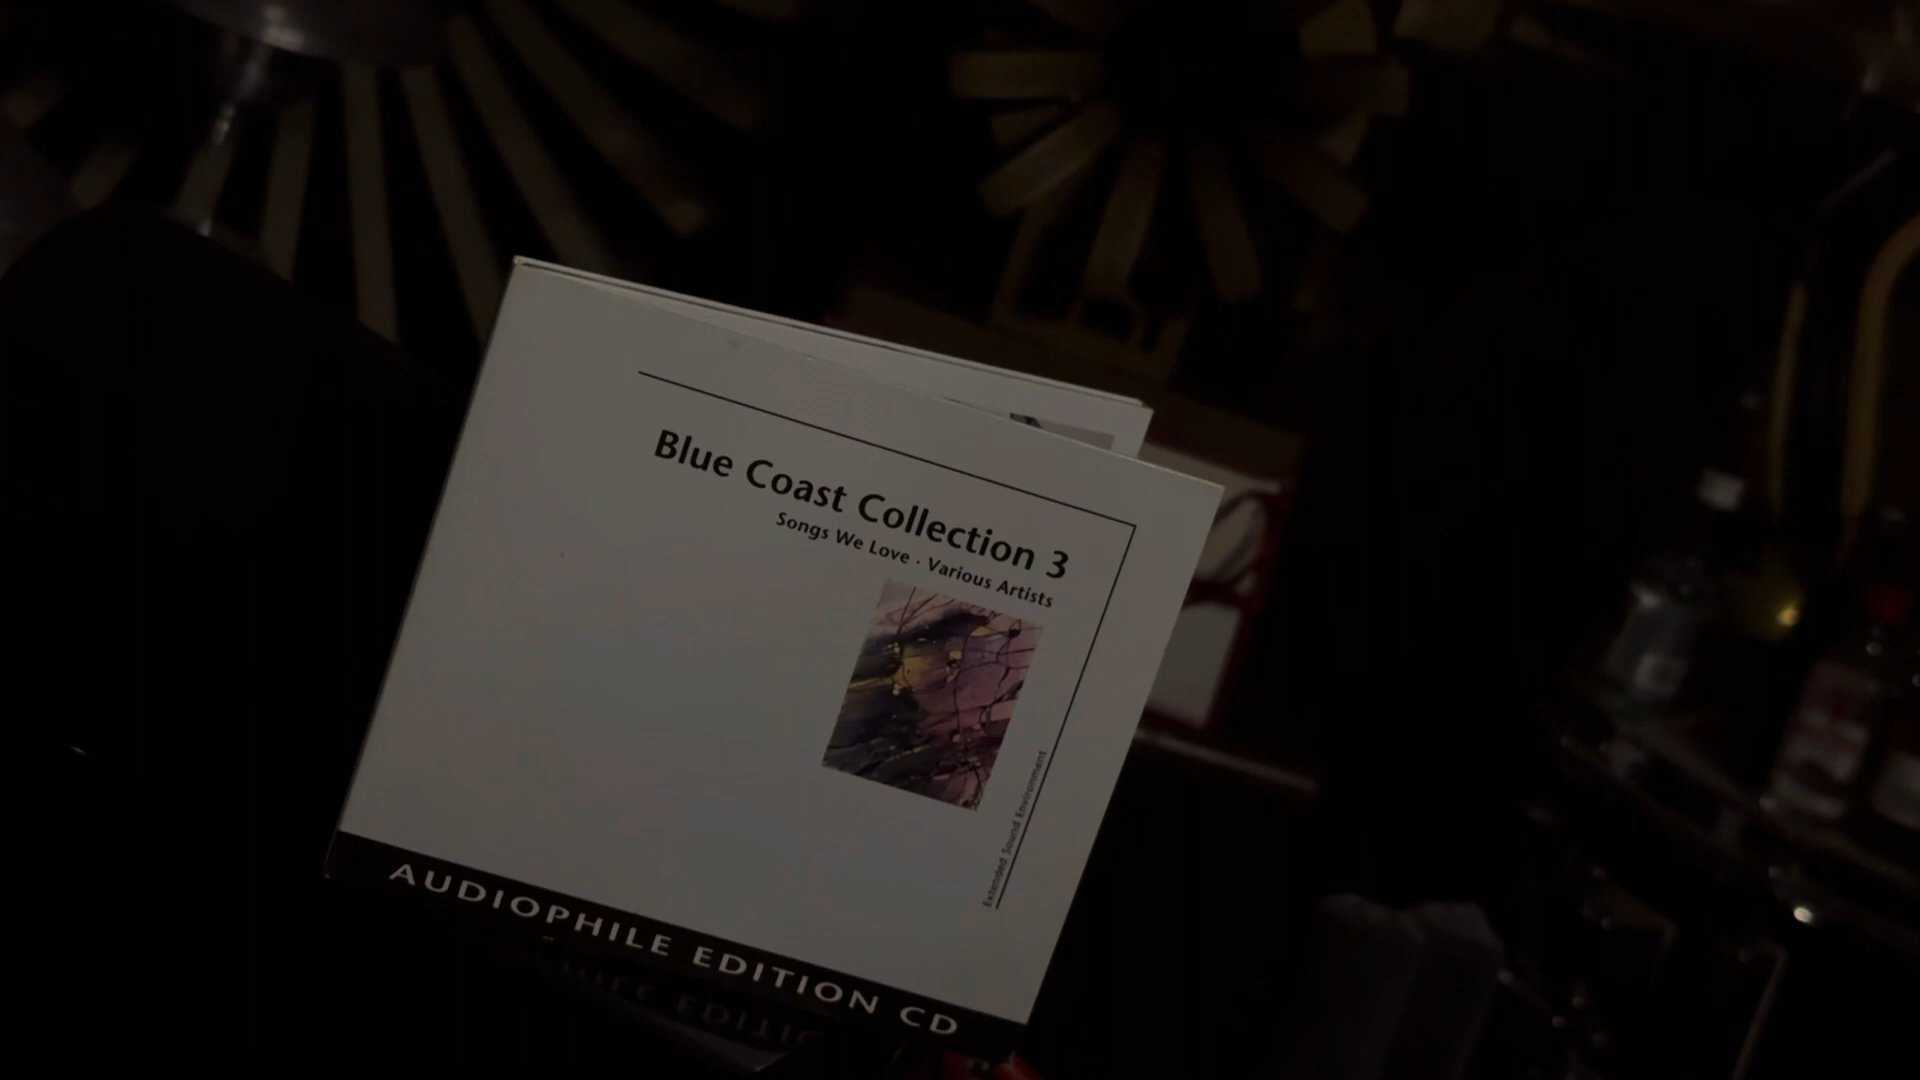 Blue Coast Collection 3
Songs We Love · Various Artists
Extended Sound Environment
AUDIOPHILE EDITION CD